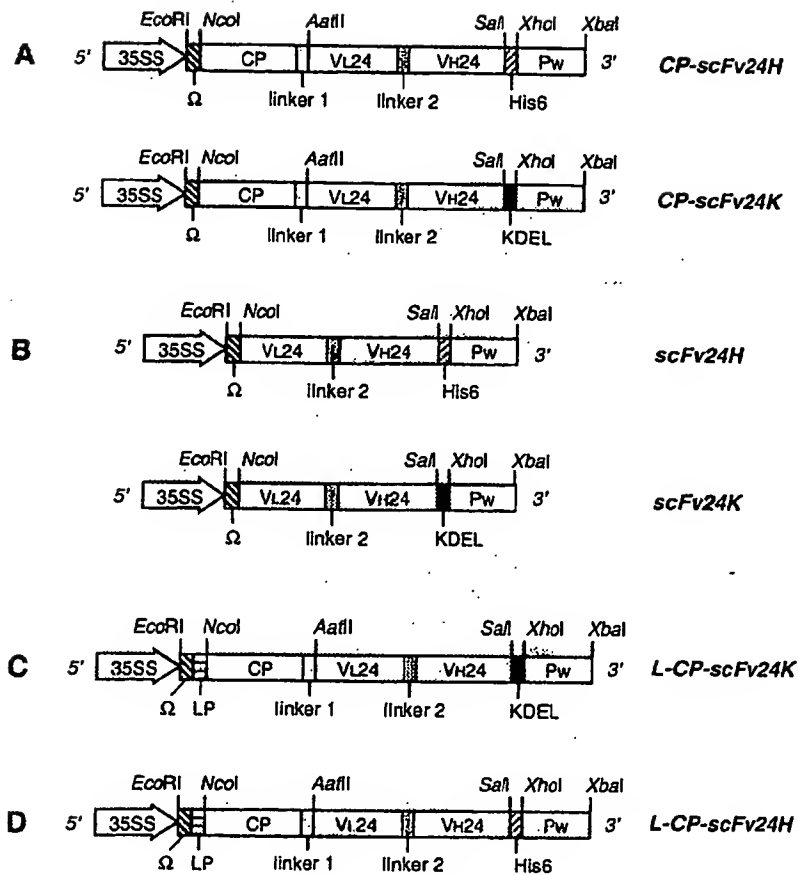 EcoRI NcoI AatII SalI XhoI XbaI
A 5' 35SS CP VL24 VH24 Pw 3' CP-scFv24H
Ω linker 1 linker 2 His6
EcoRI NcoI AatII SalI XhoI XbaI
5' 35SS CP VL24 VH24 Pw 3' CP-scFv24K
Ω linker 1 linker 2 KDEL
EcoRI NcoI SalI XhoI XbaI
B 5' 35SS VL24 VH24 Pw 3' scFv24H
Ω linker 2 His6
EcoRI NcoI SalI XhoI XbaI
5' 35SS VL24 VH24 Pw 3' scFv24K
Ω linker 2 KDEL
EcoRI NcoI AatII SalI XhoI XbaI
C 5' 35SS CP VL24 VH24 Pw 3' L-CP-scFv24K
Ω LP linker 1 linker 2 KDEL
EcoRI NcoI AatII SalI XhoI XbaI
D 5' 35SS CP VL24 VH24 Pw 3' L-CP-scFv24H
Ω LP linker 1 linker 2 His6